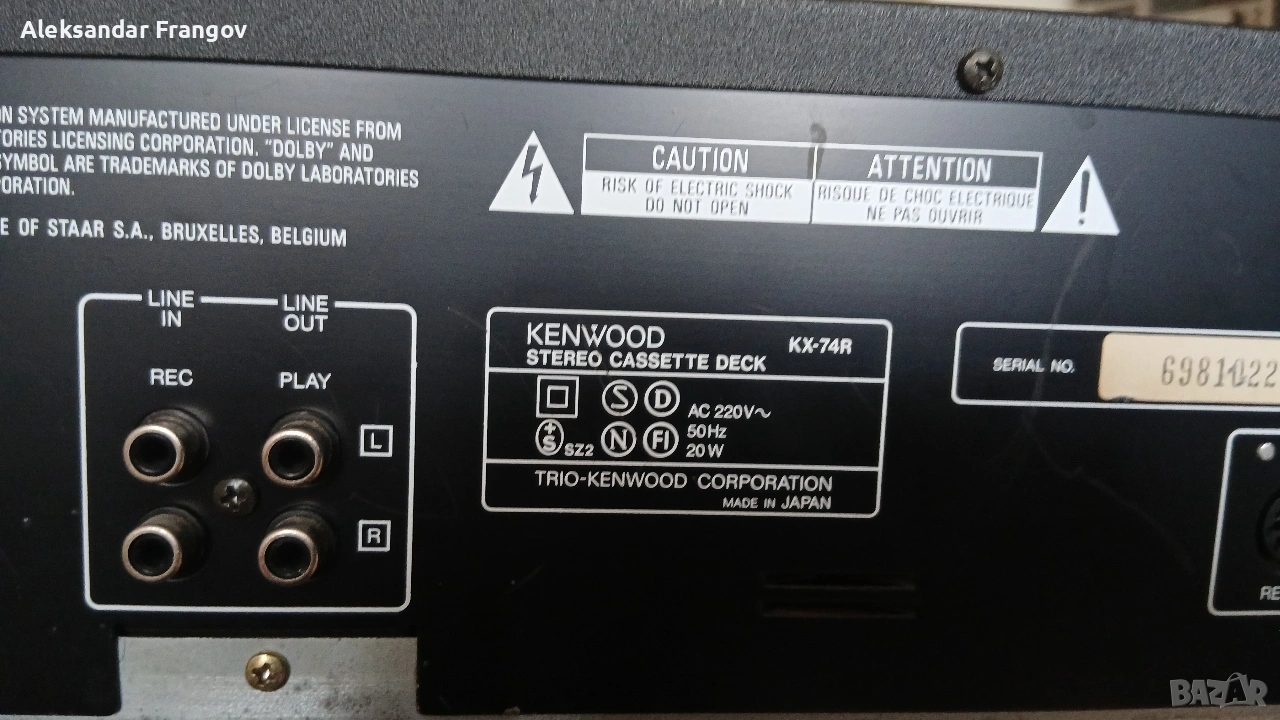 Aleksandar Frangov
ON SYSTEM MANUFACTURED UNDER LICENSE FROM
TORIES LICENSING CORPORATION. "DOLBY" AND
SYMBOL ARE TRADEMARKS OF DOLBY LABORATORIES
PORATION.
E OF STAAR S.A., BRUXELLES, BELGIUM
CAUTION
RISK OF ELECTRIC SHOCK
DO NOT OPEN
ATTENTION
RISQUE DE CHOC ELECTRIQUE
NE PAS OUVRIR
LINE IN
LINE OUT
REC
PLAY
L
R
KENWOOD
KX-74R
STEREO CASSETTE DECK
S D
AC 220V~
+S SZ2 N FI
50Hz
20W
TRIO-KENWOOD CORPORATION
MADE IN JAPAN
SERIAL NO.
6981022
RE
BAZAR